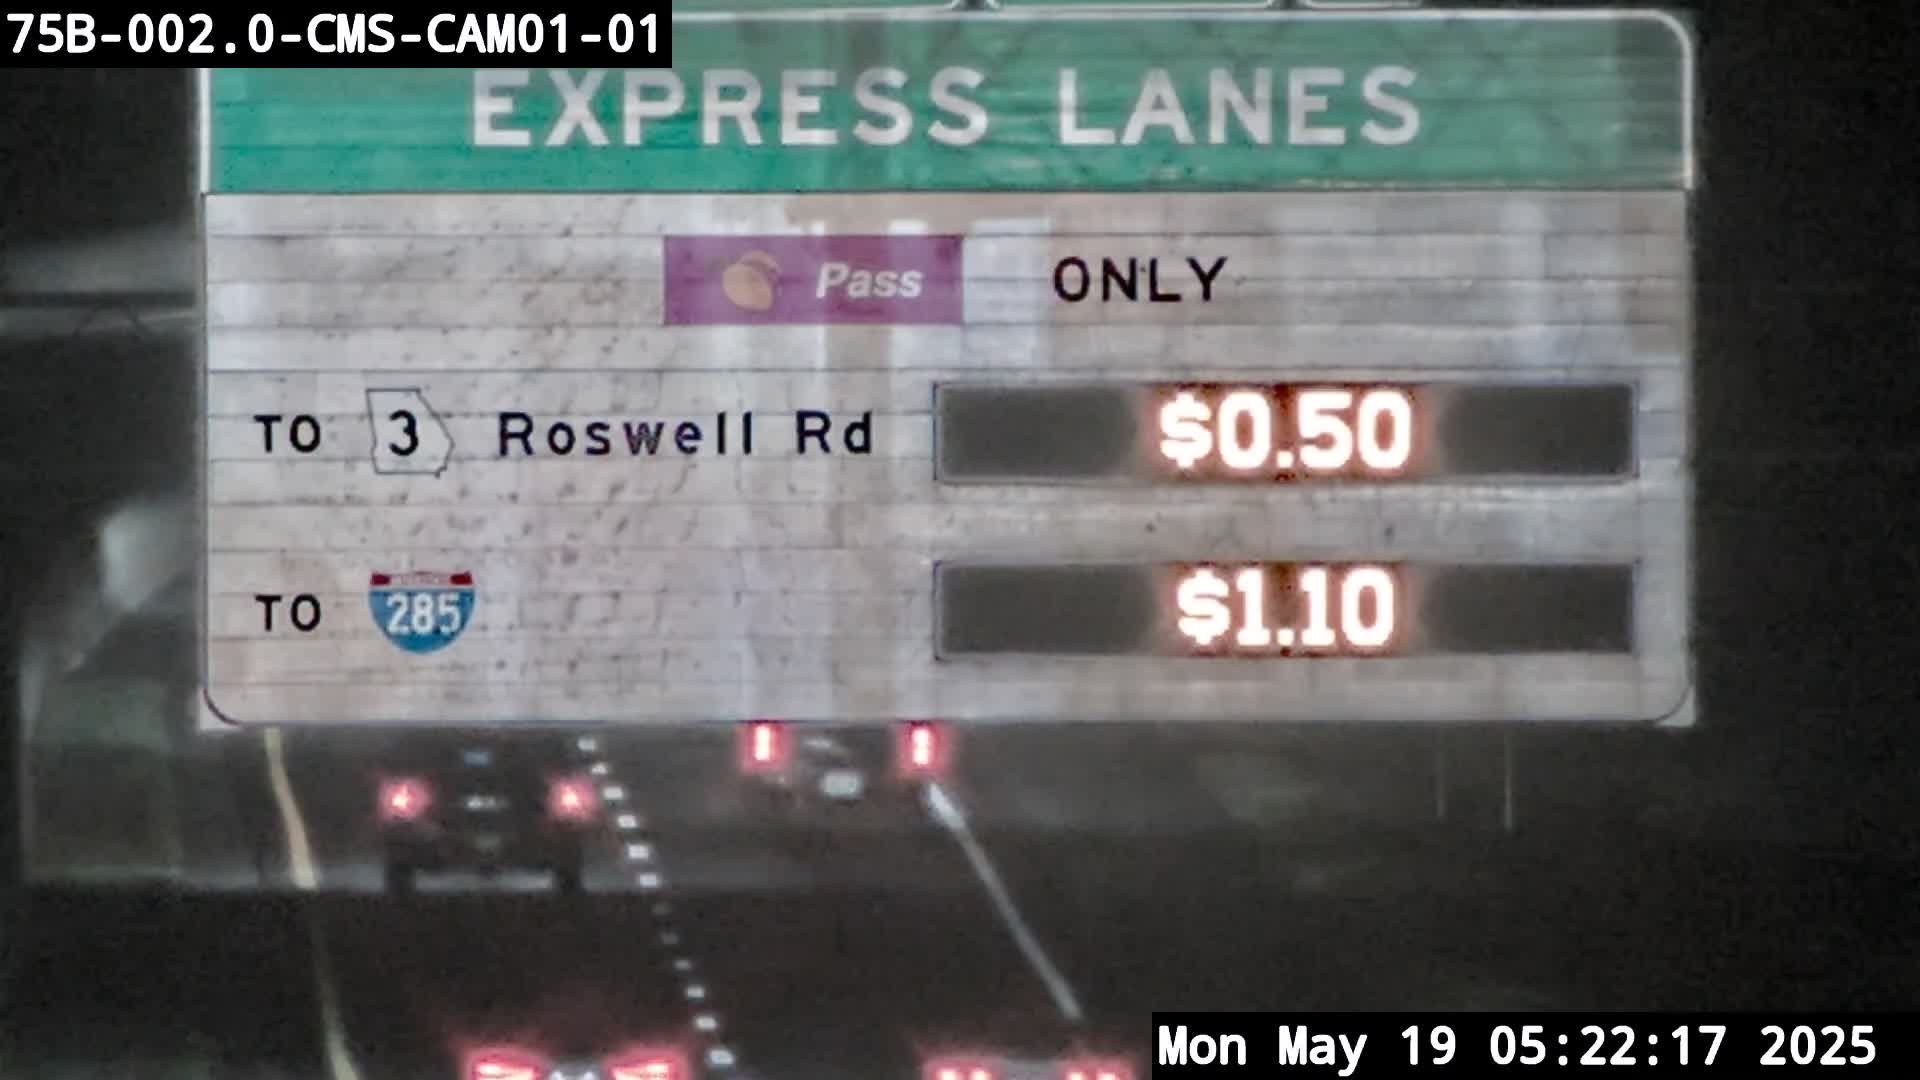 75B-002.0-CMS-CAM01-01
EXPRESS LANES
Pass ONLY
TO 3 Roswell Rd $0.50
TO 285 $1.10
Mon May 19 05:22:17 2025